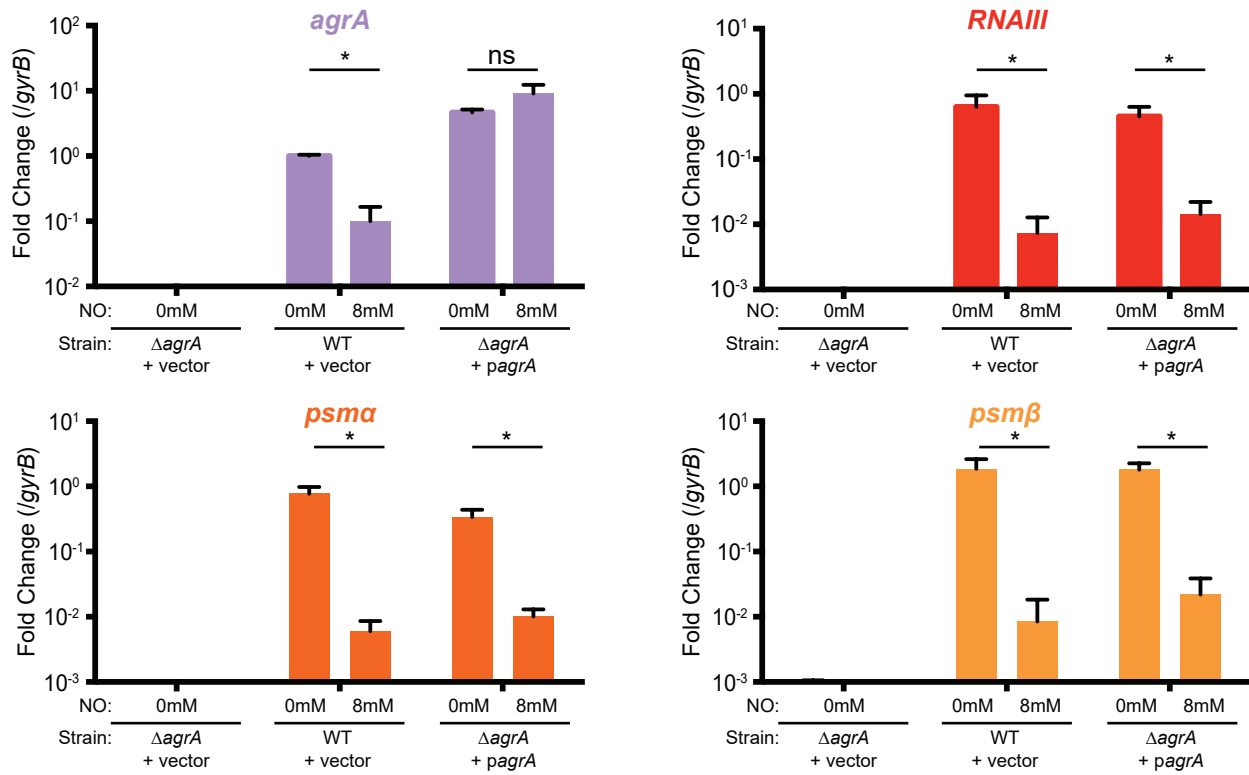 agrA
Fold Change (/gyrB)
10² 10¹ 10⁰ 10⁻¹ 10⁻²
* ns
NO: 0mM 0mM 8mM 0mM 8mM
Strain: ΔagrA WT ΔagrA
+ vector + vector + pagrA
RNAIII
Fold Change (/gyrB)
10¹ 10⁰ 10⁻¹ 10⁻² 10⁻³
* *
NO: 0mM 0mM 8mM 0mM 8mM
Strain: ΔagrA WT ΔagrA
+ vector + vector + pagrA
psmα
Fold Change (/gyrB)
10¹ 10⁰ 10⁻¹ 10⁻² 10⁻³
* *
NO: 0mM 0mM 8mM 0mM 8mM
Strain: ΔagrA WT ΔagrA
+ vector + vector + pagrA
psmβ
Fold Change (/gyrB)
10¹ 10⁰ 10⁻¹ 10⁻² 10⁻³
* *
NO: 0mM 0mM 8mM 0mM 8mM
Strain: ΔagrA WT ΔagrA
+ vector + vector + pagrA